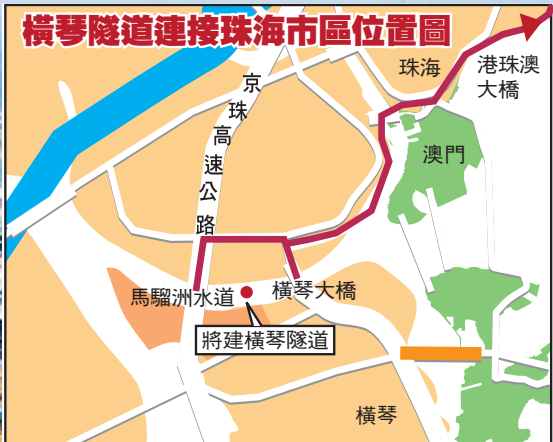 橫琴隧道連接珠海市區位置圖
珠海
港珠澳
大橋
京珠高速公路
澳門
馬騮洲水道
橫琴大橋
將建橫琴隧道
橫琴